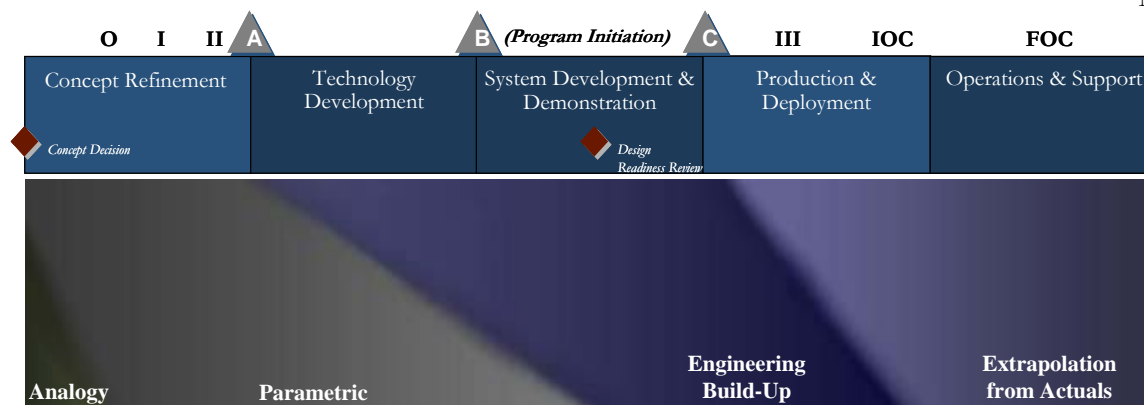 1
O I II A B (Program Initiation) C III IOC FOC
Concept Refinement
Technology
Development
System Development &
Demonstration
Production &
Deployment
Operations & Support
Concept Decision
Design
Readiness Review
Analogy
Parametric
Engineering
Build-Up
Extrapolation
from Actuals